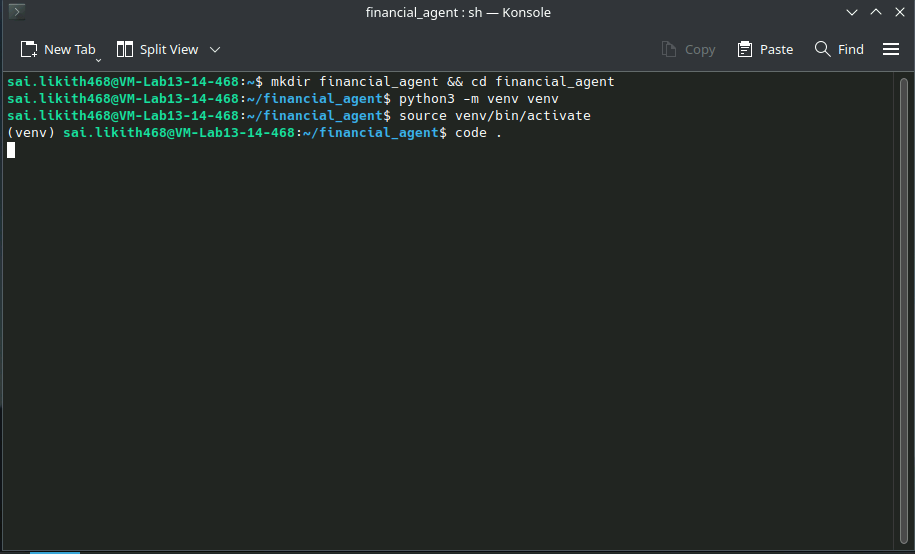 financial_agent : sh — Konsole
New Tab
Split View
Copy
Paste
Find
sai.likith468@VM-Lab13-14-468:~$ mkdir financial_agent && cd financial_agent
sai.likith468@VM-Lab13-14-468:~/financial_agent$ python3 -m venv venv
sai.likith468@VM-Lab13-14-468:~/financial_agent$ source venv/bin/activate
(venv) sai.likith468@VM-Lab13-14-468:~/financial_agent$ code .